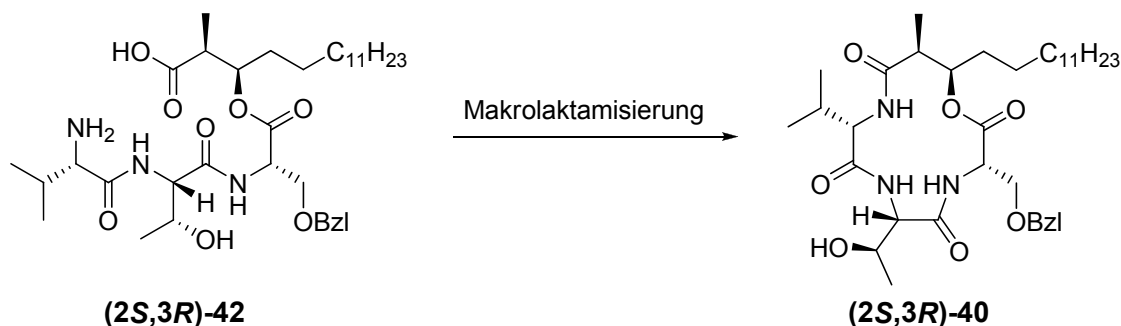 HO O C₁₁H₂₃ O O
NH₂ H N O N H O H OH OBzl
Makrolaktamisierung
O C₁₁H₂₃ NH O O O NH HN H HO O OBzl
(2S,3R)-42 (2S,3R)-40